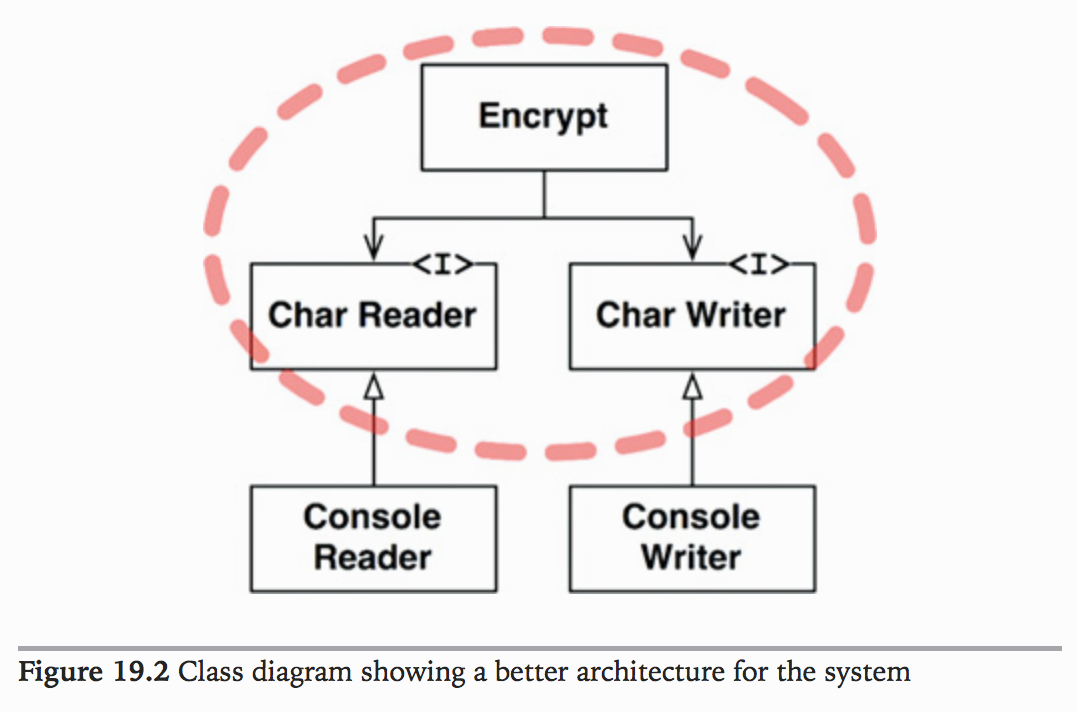 Encrypt
<I>
<I>
Char Reader
Char Writer
Console
Reader
Console
Writer
Figure 19.2 Class diagram showing a better architecture for the system